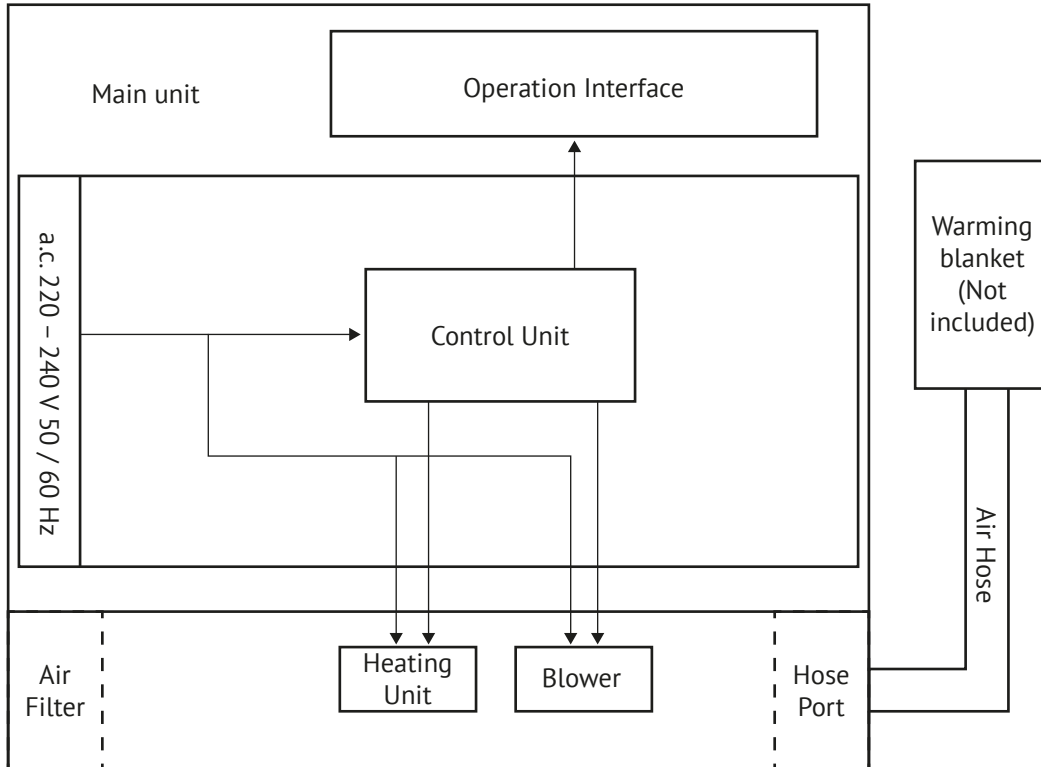 Main unit
Operation Interface
a.c. 220 – 240 V 50 / 60 Hz
Control Unit
Warming
blanket
(Not
included)
Air Hose
Air
Filter
Heating
Unit
Blower
Hose
Port